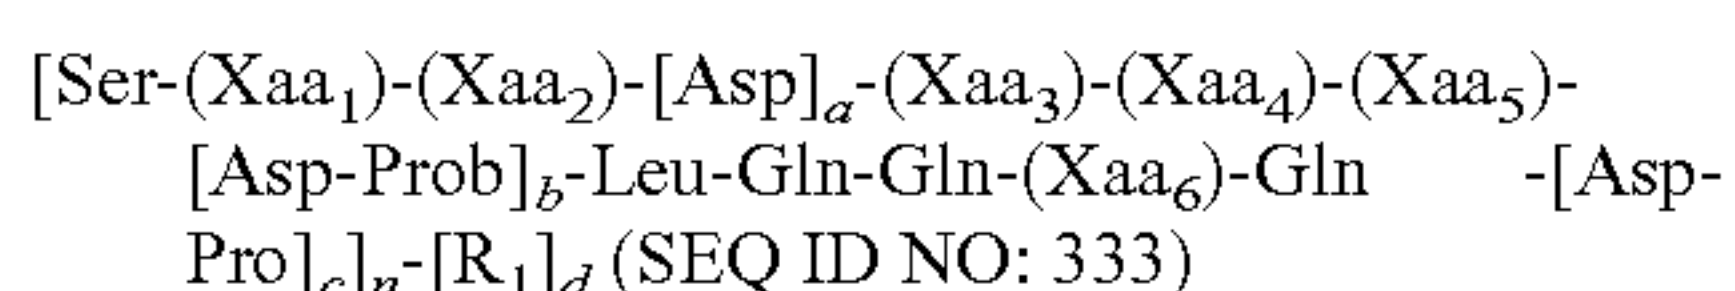 [Ser-(Xaa₁)-(Xaa₂)-[Asp]ₐ-(Xaa₃)-(Xaa₄)-(Xaa₅)-
[Asp-Prob]b-Leu-Gln-Gln-(Xaa₆)-Gln -[Asp-
Pro]c]n-[R₁]d (SEQ ID NO: 333)